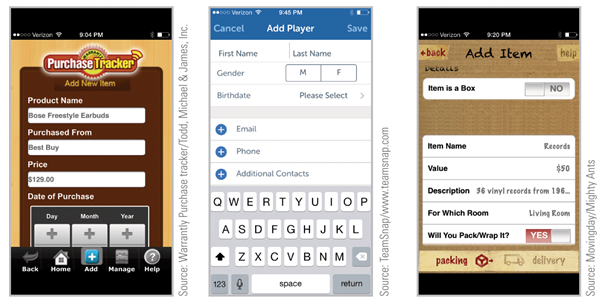 ●●○○○ Verizon 9:04 PM
WARRANTY
Purchase Tracker
Add New Item
Product Name
Bose Freestyle Earbuds
Purchased From
Best Buy
Price
$129.00
Date of Purchase
Day Month Year
+ + +
Back Home Add Manage Help
Source: Warrantly Purchase tracker/Todd, Michael & James, Inc.
●●○○○ Verizon 9:45 PM
Cancel Add Player Save
First Name Last Name
Gender M F
Birthdate Please Select >
+ Email
+ Phone
+ Additional Contacts
Q W E R T Y U I O P
A S D F G H J K L
Z X C V B N M
123 space return
Source: TeamSnap/www.teamsnap.com
●●○○○ Verizon 9:20 PM
back Add Item help
Details
Item is a Box NO
Item Name Records
Value $50
Description 36 vinyl records from 196...
For Which Room Living Room
Will You Pack/Wrap It? YES
packing delivery
Source: Movingday/Mighty Ants